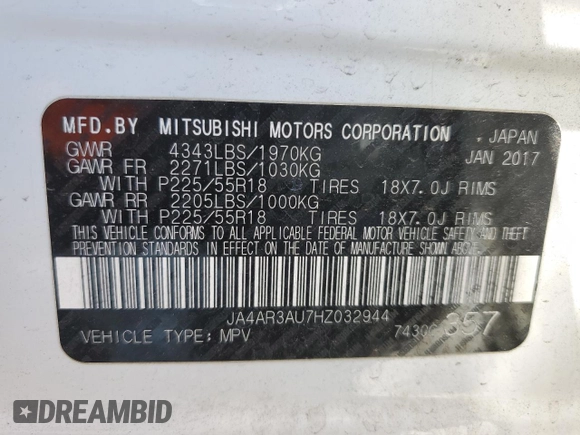 MFD.BY MITSUBISHI MOTORS CORPORATION . JAPAN
GVWR 4343LBS/1970KG JAN 2017
GAWR FR 2271LBS/1030KG
WITH P225/55R18 TIRES 18X7.0J RIMS
GAWR RR 2205LBS/1000KG
WITH P225/55R18 TIRES 18X7.0J RIMS
THIS VEHICLE CONFORMS TO ALL APPLICABLE FEDERAL MOTOR VEHICLE SAFETY AND THEFT
PREVENTION STANDARDS IN EFFECT ON THE DATE OF MANUFACTURE SHOWN ABOVE.
JA4AR3AU7HZ032944
VEHICLE TYPE: MPV 357
DREAMBID